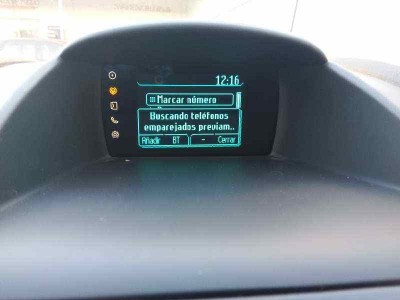 12:16
Marcar número
Buscando teléfonos
emparejados previam..
Añadir BT - Cerrar